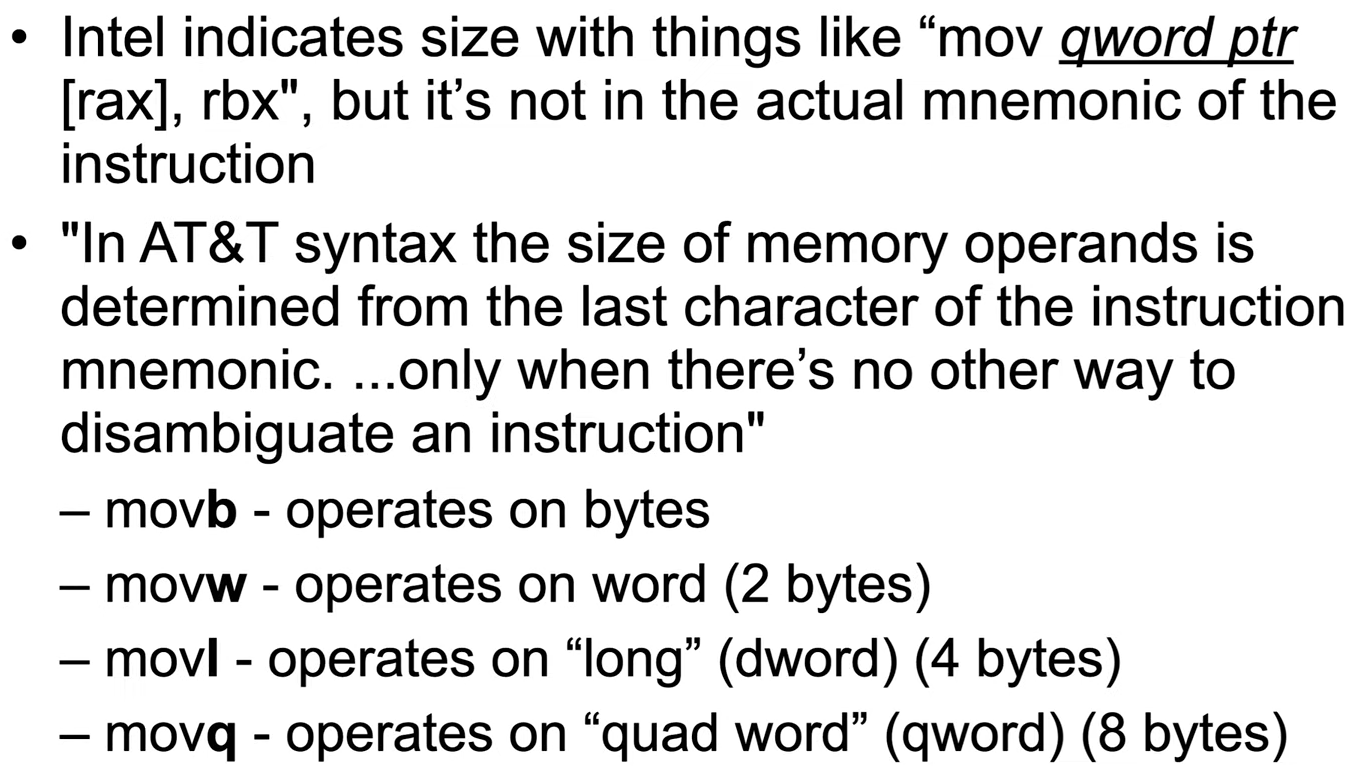 • Intel indicates size with things like “mov qword ptr
[rax], rbx", but it’s not in the actual mnemonic of the
instruction
• "In AT&T syntax the size of memory operands is
determined from the last character of the instruction
mnemonic. ...only when there’s no other way to
disambiguate an instruction"
– movb - operates on bytes
– movw - operates on word (2 bytes)
– movl - operates on “long” (dword) (4 bytes)
– movq - operates on “quad word” (qword) (8 bytes)